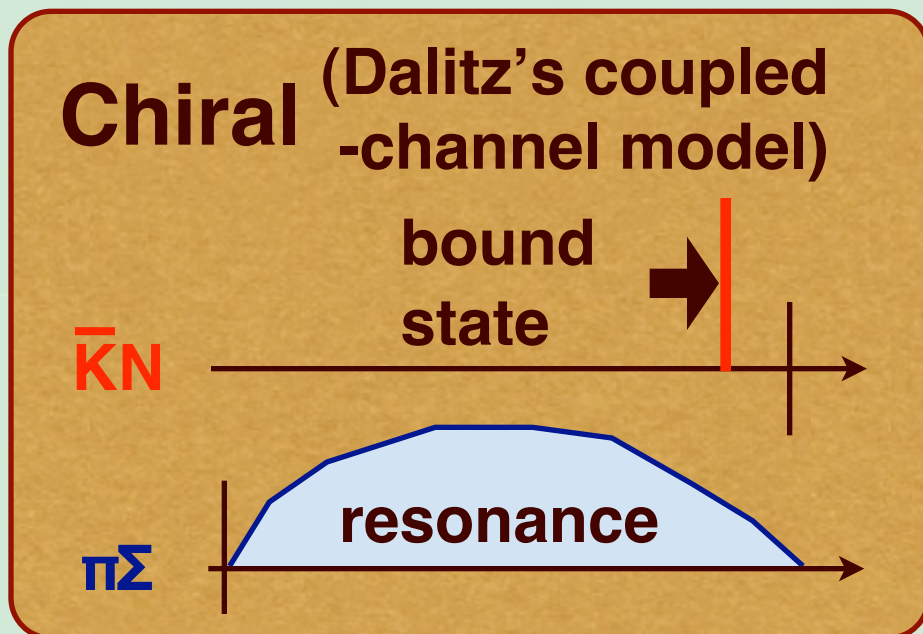 Chiral (Dalitz’s coupled
-channel model)
bound
state
K̅N
resonance
πΣ